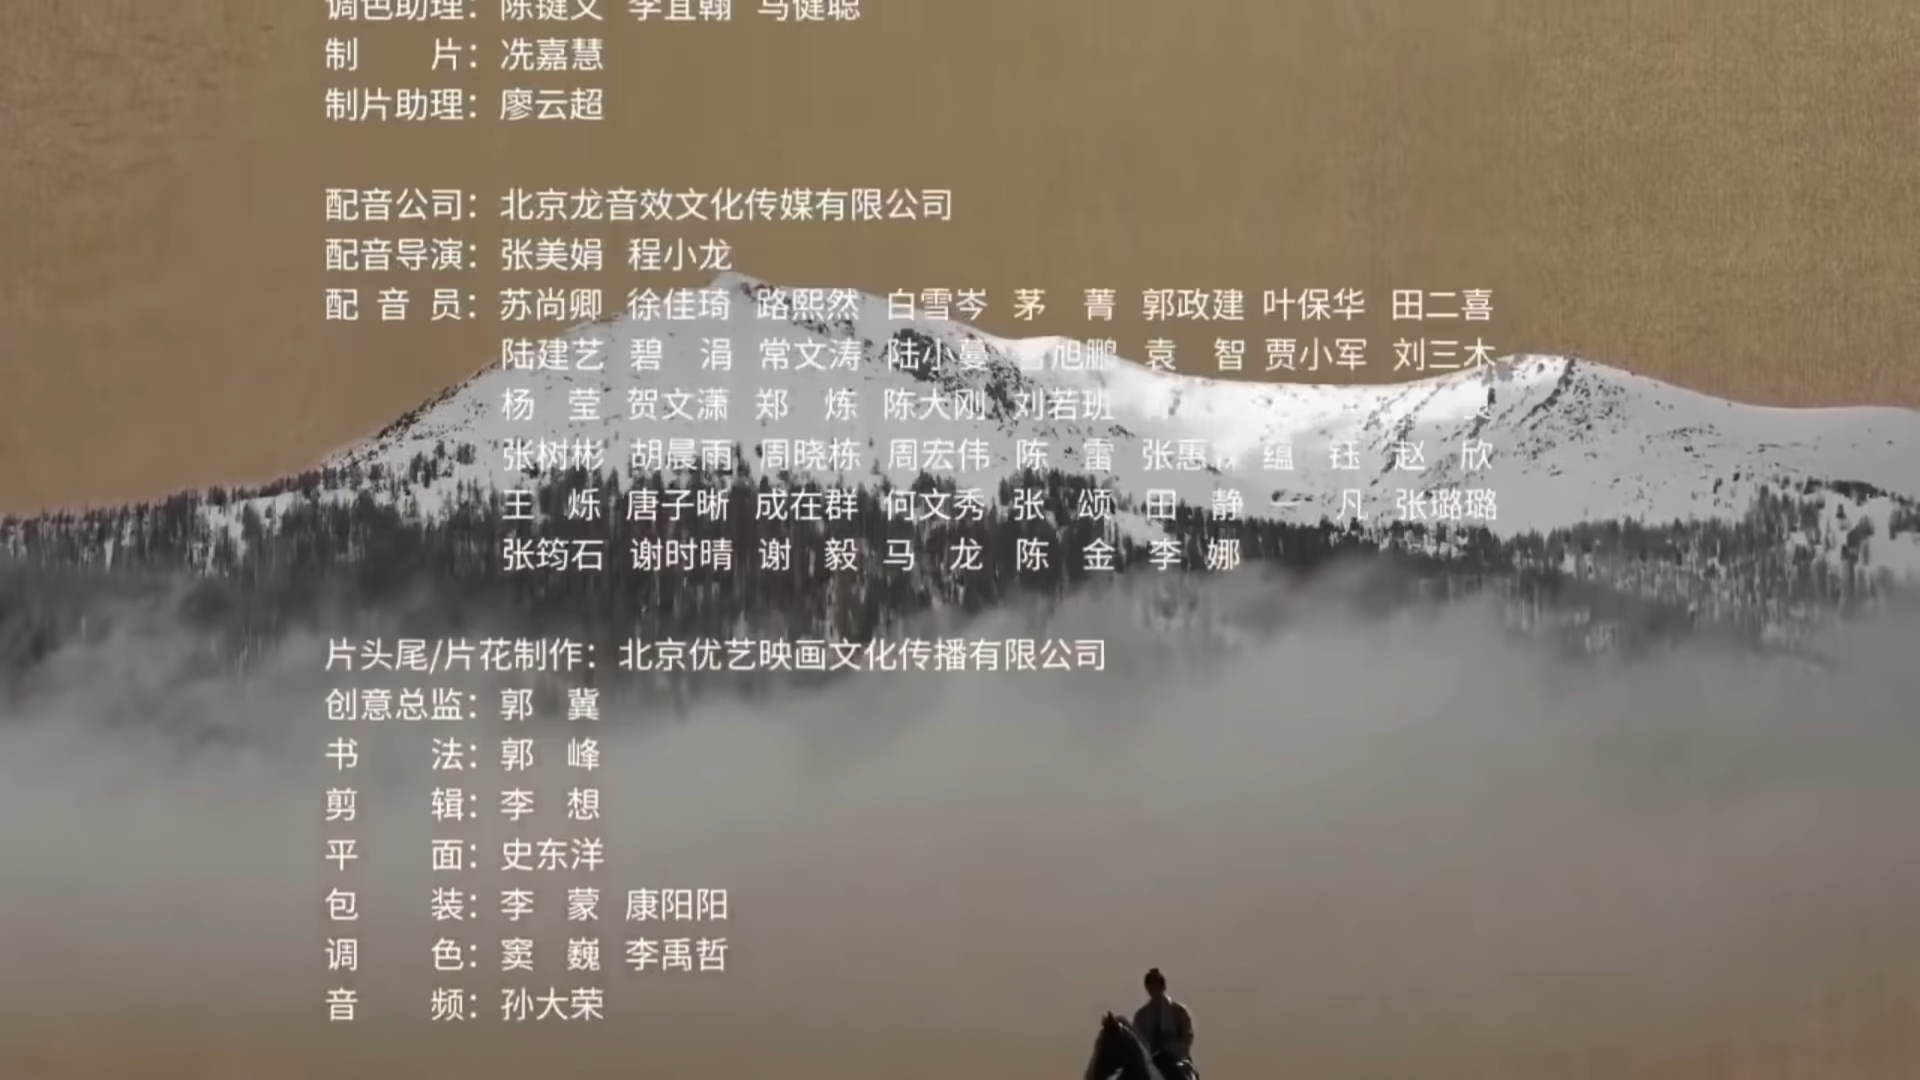 调色助理：陈键文 李宜翰 马健聪
制 片：冼嘉慧
制片助理：廖云超
配音公司：北京龙音效文化传媒有限公司
配音导演：张美娟 程小龙
配 音 员：苏尚卿 徐佳琦 路熙然 白雪岑 茅 菁 郭政建 叶保华 田二喜
陆建艺 碧 涓 常文涛 陆小蔓 旭鹏 袁 智 贾小军 刘三木
杨 莹 贺文潇 郑 炼 陈大刚 刘若班
张树彬 胡晨雨 周晓栋 周宏伟 陈 雷 张惠 蕴 钰 赵 欣
王 烁 唐子晰 成在群 何文秀 张 颂 田 静 一 凡 张璐璐
张筠石 谢时晴 谢 毅 马 龙 陈 金 李 娜
片头尾/片花制作：北京优艺映画文化传播有限公司
创意总监：郭 冀
书 法：郭 峰
剪 辑：李 想
平 面：史东洋
包 装：李 蒙 康阳阳
调 色：窦 巍 李禹哲
音 频：孙大荣